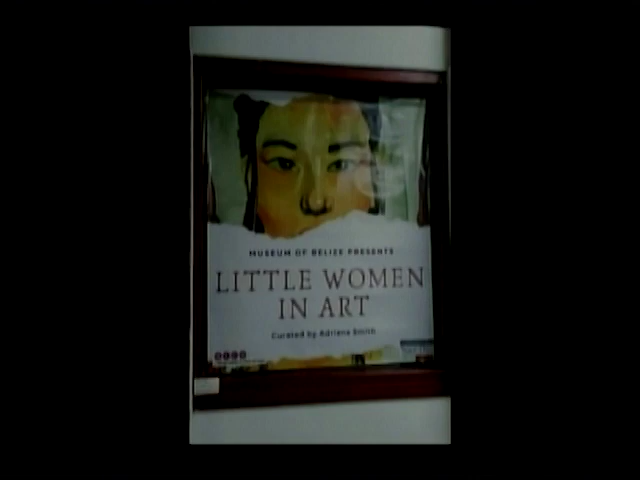 MUSEUM OF BELIZE PRESENTS
LITTLE WOMEN
IN ART
Curated by Adriana Smith